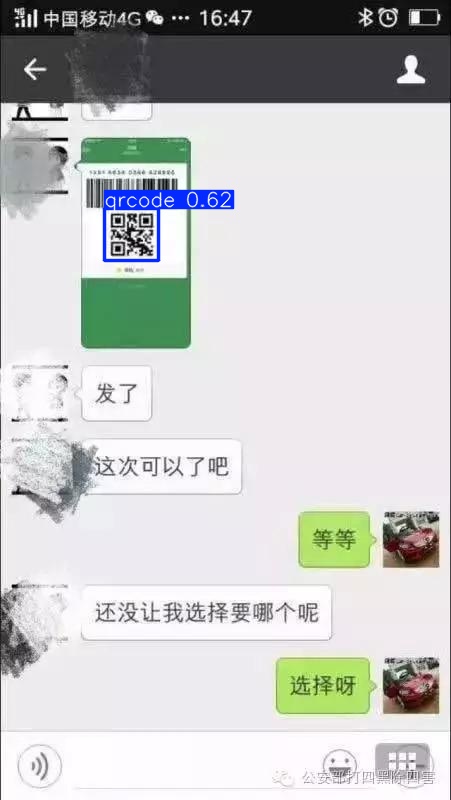 中国移动4G
16:47
qrcode 0.62
发了
这次可以了吧
等等
还没让我选择要哪个呢
选择呀
公安部打四黑除四害